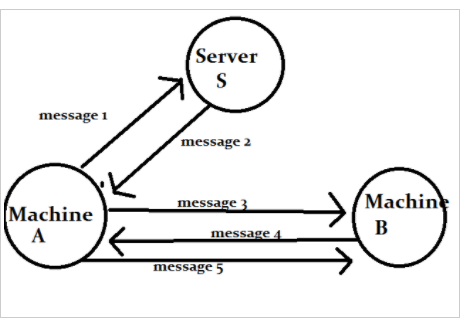 Server
S
message 1
message 2
Machine
A
message 3
Machine
B
message 4
message 5